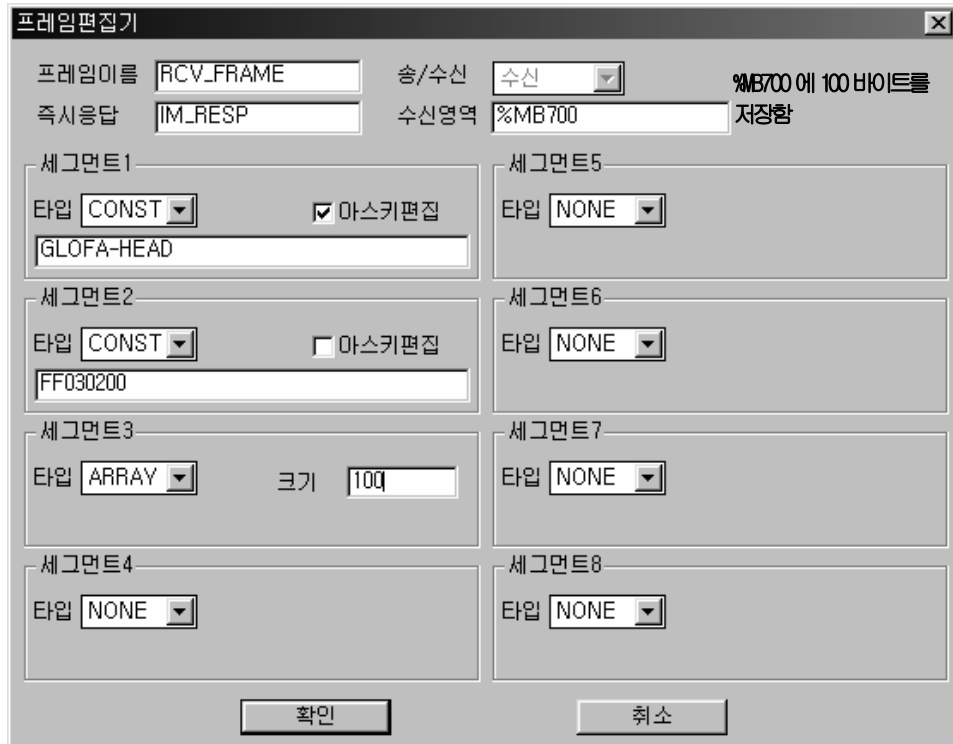 프레임편집기
프레임이름 RCV_FRAME 송/수신 수신
%MB700 에 100 바이트를
저장함
즉시응답 IM_RESP 수신영역 %MB700
세그먼트1
타입 CONST 아스키편집
GLOFA-HEAD
세그먼트2
타입 CONST 아스키편집
FF030200
세그먼트3
타입 ARRAY 크기 100
세그먼트4
타입 NONE
세그먼트5
타입 NONE
세그먼트6
타입 NONE
세그먼트7
타입 NONE
세그먼트8
타입 NONE
확인 취소